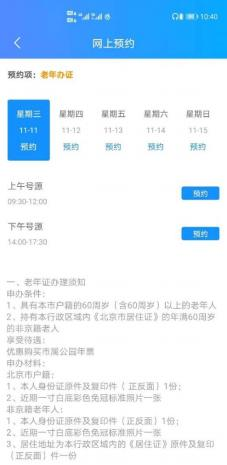 10:40
网上预约
预约项：老年办证
星期三 星期四 星期五 星期六 星期日
11-11 11-12 11-13 11-14 11-15
预约 预约 预约 预约 预约
上午号源
09:30-12:00 预约
下午号源
14:00-17:30 预约
一、老年证办理须知
申办条件：
1、具有本市户籍的60周岁（含60周岁）以上的老年人
2、持有本行政区域内《北京市居住证》的年满60周岁
的非京籍老人
享受待遇：
优惠购买市属公园年票
申办材料：
北京市户籍：
1、本人身份证原件及复印件（ 正反面 ）1份；
2、近期一寸白底彩色免冠标准照片一张
非京籍老年人：
1、本人身份证原件及复印件（ 正反面 ）1份；
2、近期一寸白底彩色免冠标准照片一张
3、居住地址为本行政区域内的《居住证》原件及复印
（正反面）件一份